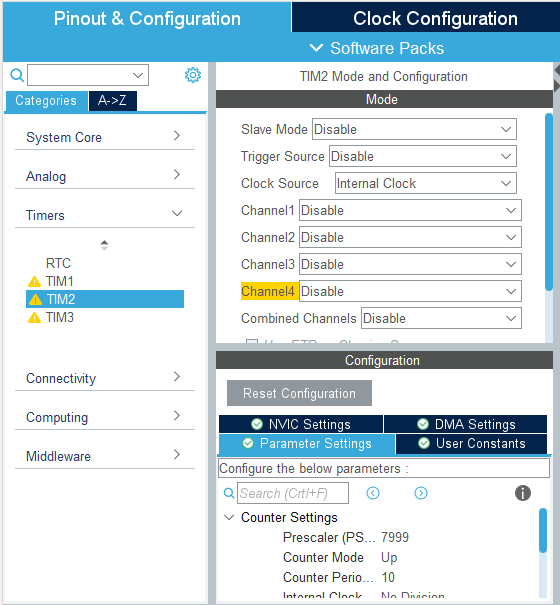 Pinout & Configuration
Clock Configuration
Software Packs
Categories
A->Z
System Core
Analog
Timers
RTC
TIM1
TIM2
TIM3
Connectivity
Computing
Middleware
TIM2 Mode and Configuration
Mode
Slave Mode Disable
Trigger Source Disable
Clock Source Internal Clock
Channel1 Disable
Channel2 Disable
Channel3 Disable
Channel4 Disable
Combined Channels Disable
Configuration
Reset Configuration
NVIC Settings
DMA Settings
Parameter Settings
User Constants
Configure the below parameters :
Search (Crtl+F)
Counter Settings
Prescaler (PS... 7999
Counter Mode Up
Counter Perio... 10
Internal Clock No Division